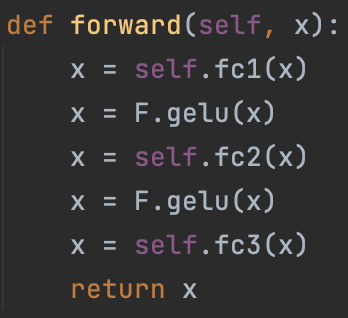 def forward(self, x):
    x = self.fc1(x)
    x = F.gelu(x)
    x = self.fc2(x)
    x = F.gelu(x)
    x = self.fc3(x)
    return x